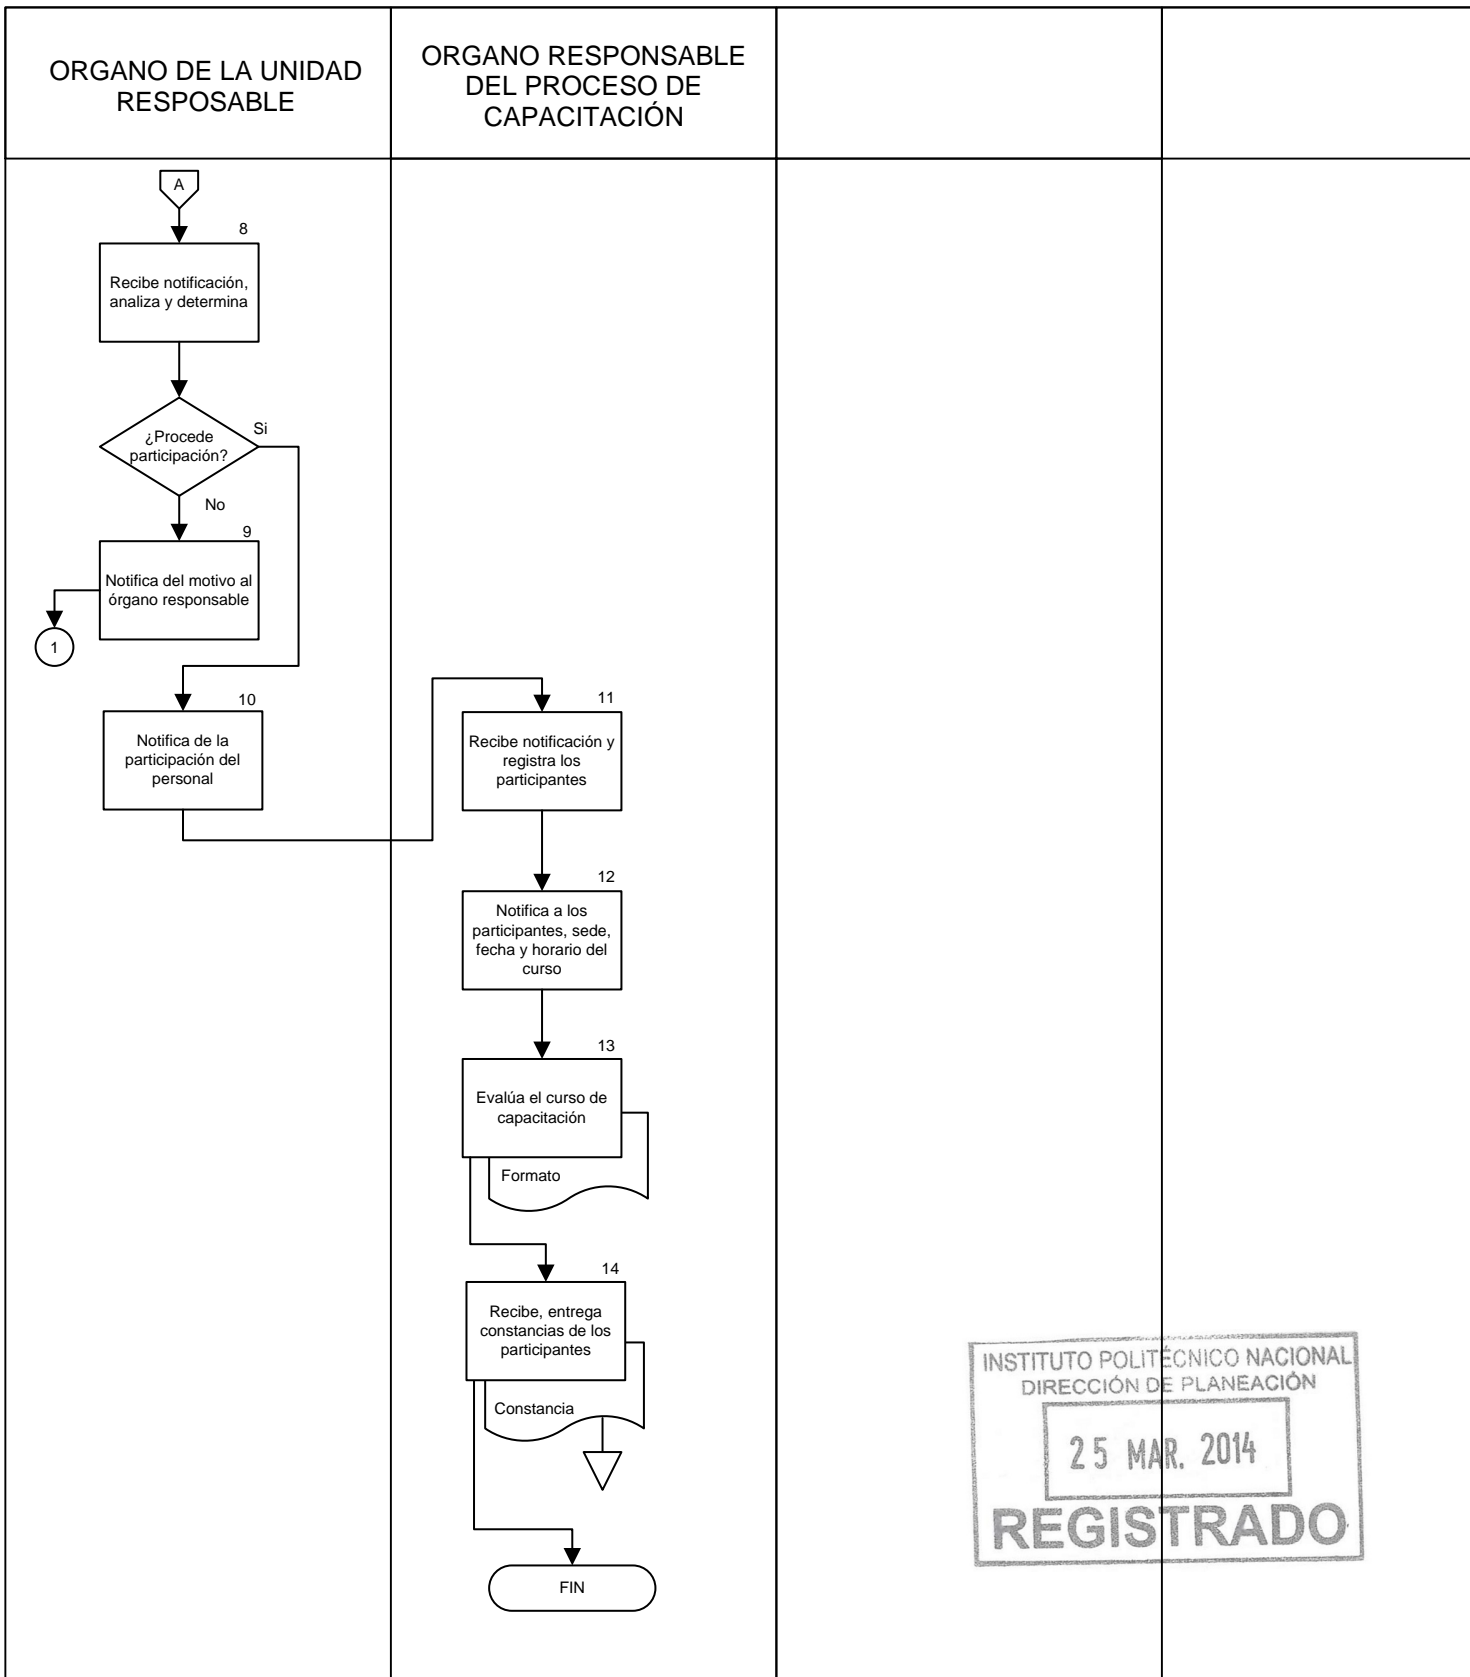 ORGANO DE LA UNIDAD
RESPOSABLE
ORGANO RESPONSABLE
DEL PROCESO DE
CAPACITACIÓN
A
8
Recibe notificación,
analiza y determina
¿Procede
participación?
Si
No
9
Notifica del motivo al
órgano responsable
1
10
Notifica de la
participación del
personal
11
Recibe notificación y
registra los
participantes
12
Notifica a los
participantes, sede,
fecha y horario del
curso
13
Evalúa el curso de
capacitación
Formato
14
Recibe, entrega
constancias de los
participantes
Constancia
FIN
INSTITUTO POLITÉCNICO NACIONAL
DIRECCIÓN DE PLANEACIÓN
25 MAR. 2014
REGISTRADO